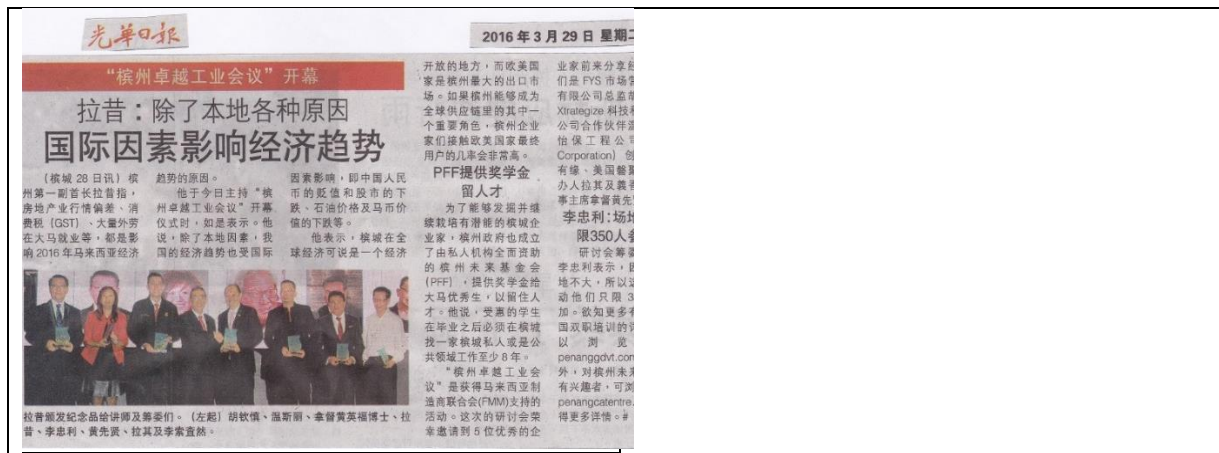 光华日报
2016年3月29日 星期二
“槟州卓越工业会议”开幕
拉昔：除了本地各种原因
国际因素影响经济趋势
（槟城28日讯）槟
州第一副首长拉昔指，
房地产业行情偏差、消
费税（GST）、大量外劳
在大马就业等，都是影
响2016年马来西亚经济
趋势的原因。
他于今日主持“槟
州卓越工业会议”开幕
仪式时，如是表示。他
说，除了本地因素，我
国的经济趋势也受国际
因素影响，即中国人民
币的贬值和股市的下
跌、石油价格及马币价
值的下跌等。
他表示，槟城在全
球经济可说是一个经济
开放的地方，而欧美国
家是槟州最大的出口市
场。如果槟州能够成为
全球供应链里的其中一
个重要角色，槟州企业
家们接触欧美国家最终
用户的几率会非常高。
PFF提供奖学金
留人才
为了能够发掘并继
续栽培有潜能的槟城企
业家，槟州政府也成立
了由私人机构全面资助
的槟州未来基金会
(PFF)，提供奖学金给
大马优秀生，以留住人
才。他说，受惠的学生
在毕业之后必须在槟城
找一家槟城私人或是公
共领域工作至少8年。
“槟州卓越工业会
议”是获得马来西亚制
造商联合会(FMM)支持的
活动。这次的研讨会荣
幸邀请到5位优秀的企
业家前来分享
们是FYS市场
有限公司总监
Xtrategize科技
公司合作伙伴
怡保工程公
Corporation）创
有缘、美国
办人拉其及
事主席拿督黄先
李忠利：场地
限350人
研讨会筹
李忠利表示，因
地不大，所以
动他们只限3
加。欲知更多
国双职培训的
以浏览
penanggdvt.com
外，对槟州未来
有兴趣者，可浏
penangcatentre.
得更多详情。#
拉昔颁发纪念品给讲师及筹委们。（左起）胡钦慎、温斯丽、拿督黄英福博士、拉
昔、李忠利、黄先贤、拉其及李索直然。